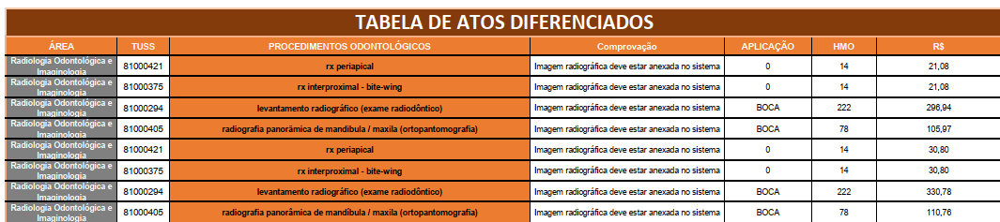 TABELA DE ATOS DIFERENCIADOS
ÁREA TUSS PROCEDIMENTOS ODONTOLÓGICOS Comprovação APLICAÇÃO HMO R$
Radiologia Odontológica e Imaginologia 81000421 rx periapical Imagem radiográfica deve estar anexada no sistema 0 14 21,08
Radiologia Odontológica e Imaginologia 81000375 rx interproximal - bite-wing Imagem radiográfica deve estar anexada no sistema 0 14 21,08
Radiologia Odontológica e Imaginologia 81000294 levantamento radiográfico (exame radiodôntico) Imagem radiográfica deve estar anexada no sistema BOCA 222 296,94
Radiologia Odontológica e Imaginologia 81000405 radiografia panorâmica de mandíbula / maxila (ortopantomografia) Imagem radiográfica deve estar anexada no sistema BOCA 78 105,97
Radiologia Odontológica e Imaginologia 81000421 rx periapical Imagem radiográfica deve estar anexada no sistema 0 14 30,80
Radiologia Odontológica e Imaginologia 81000375 rx interproximal - bite-wing Imagem radiográfica deve estar anexada no sistema 0 14 30,80
Radiologia Odontológica e Imaginologia 81000294 levantamento radiográfico (exame radiodôntico) Imagem radiográfica deve estar anexada no sistema BOCA 222 330,78
Radiologia Odontológica e Imaginologia 81000405 radiografia panorâmica de mandíbula / maxila (ortopantomografia) Imagem radiográfica deve estar anexada no sistema BOCA 78 110,76